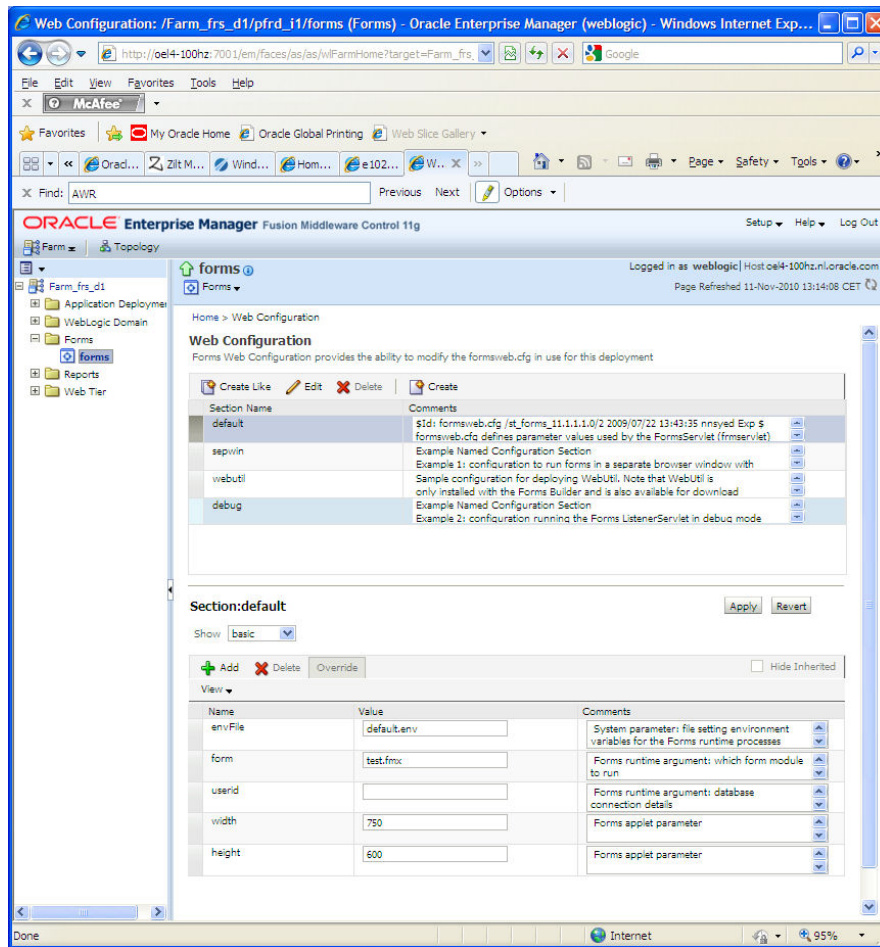 Web Configuration: /Farm_frs_d1/pfrd_i1/forms (Forms) - Oracle Enterprise Manager (weblogic) - Windows Internet Exp...
http://oel4-100hz:7001/em/faces/as/as/wlFarmHome?target=Farm_frs_
Google
File Edit View Favorites Tools Help
X McAfee
Favorites My Oracle Home Oracle Global Printing Web Slice Gallery
Oracl... Zilt M... Wind... Hom... e102... W... X
Page Safety Tools
X Find: AWR Previous Next Options
ORACLE Enterprise Manager Fusion Middleware Control 11g
Setup Help Log Out
Farm Topology
forms
Logged in as weblogic | Host oel4-100hz.nl.oracle.com
Forms
Page Refreshed 11-Nov-2010 13:14:08 CET
Farm_frs_d1
Application Deployme
WebLogic Domain
Forms
forms
Reports
Web Tier
Home > Web Configuration
Web Configuration
Forms Web Configuration provides the ability to modify the formsweb.cfg in use for this deployment
Create Like Edit Delete Create
Section Name Comments
default $Id: formsweb.cfg /st_forms_11.1.1.1.0/2 2009/07/22 13:43:35 nnsyed Exp $
formsweb.cfg defines parameter values used by the FormsServlet (frmservlet)
sepwin Example Named Configuration Section
Example 1: configuration to run forms in a separate browser window with
webutil Sample configuration for deploying WebUtil. Note that WebUtil is
only installed with the Forms Builder and is also available for download
debug Example Named Configuration Section
Example 2: configuration running the Forms ListenerServlet in debug mode
Section:default
Apply Revert
Show basic
Add Delete Override Hide Inherited
View
Name Value Comments
envFile default.env System parameter: file setting environment
variables for the Forms runtime processes
form test.fmx Forms runtime argument: which form module
to run
userid Forms runtime argument: database
connection details
width 750 Forms applet parameter
height 600 Forms applet parameter
Done Internet 95%